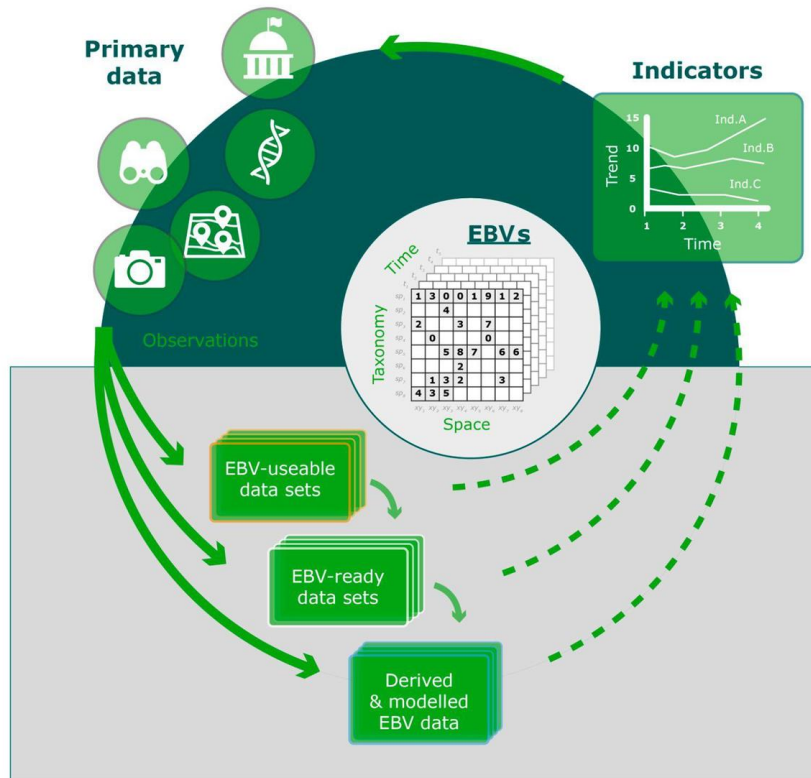 Primary
data
Indicators
15
10
5
0
Trend
Ind.A
Ind.B
Ind.C
1 2 3 4
Time
EBVs
Time
Taxonomy
1 3 0 0 1 9 1 2
4
2 3 7
0 0
5 8 7 6 6
2
1 3 2 3
4 3 5
Space
Observations
EBV-useable
data sets
EBV-ready
data sets
Derived
& modelled
EBV data